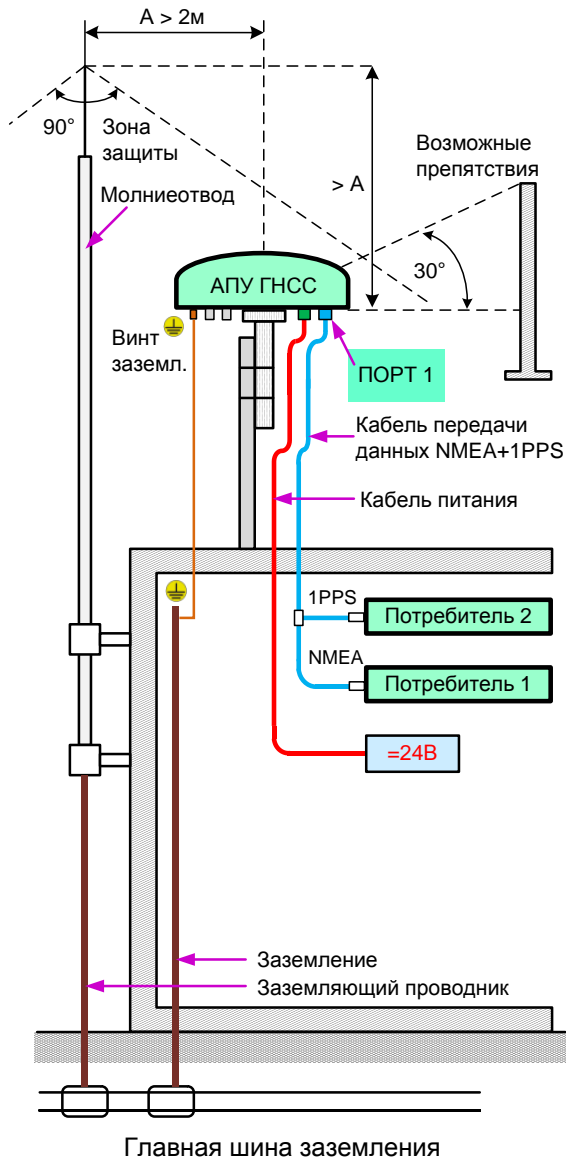 А > 2м
90°
Зона
защиты
Молниеотвод
> А
Возможные
препятствия
30°
АПУ ГНСС
Винт
заземл.
ПОРТ 1
Кабель передачи
данных NMEA+1PPS
Кабель питания
1PPS
Потребитель 2
NMEA
Потребитель 1
=24В
Заземление
Заземляющий проводник
Главная шина заземления